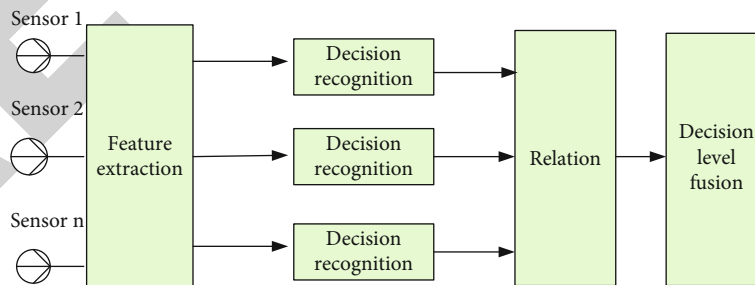 Sensor 1
Sensor 2
Sensor n
Feature
extraction
Decision
recognition
Decision
recognition
Decision
recognition
Relation
Decision
level
fusion